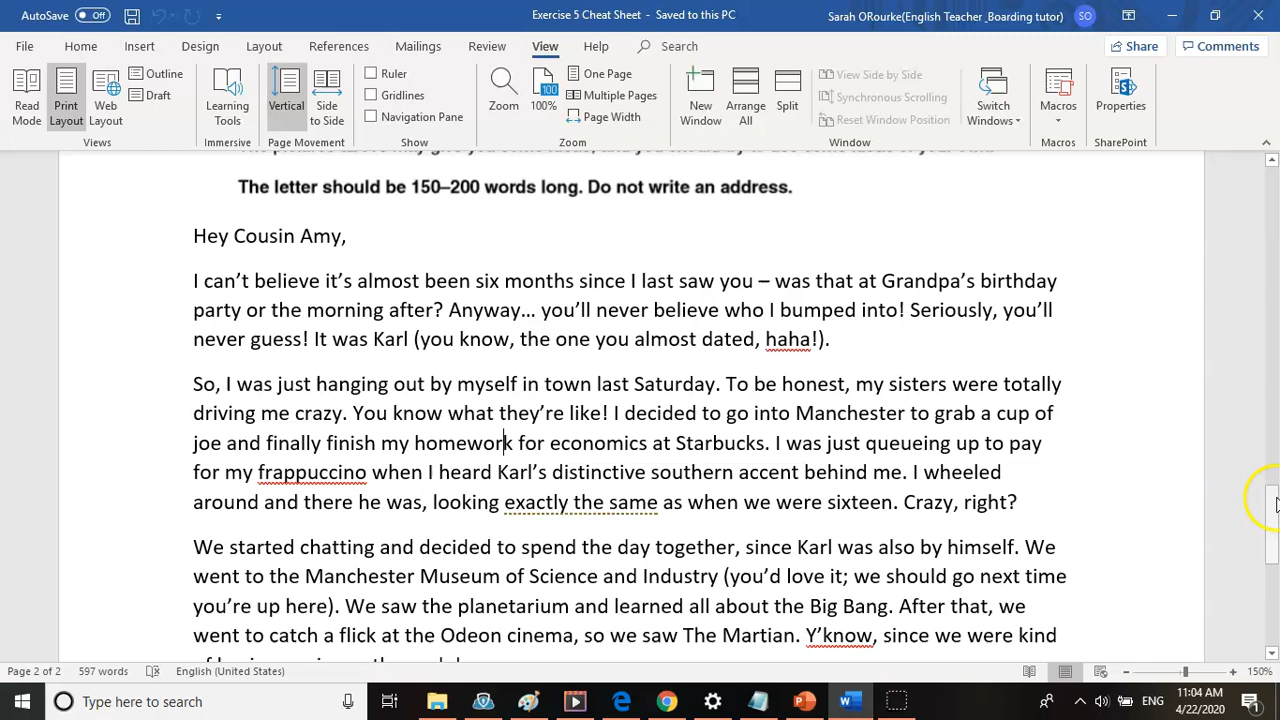 AutoSave Off
Exercise 5 Cheat Sheet - Saved to this PC
Sarah ORourke(English Teacher _Boarding tutor) SO
File Home Insert Design Layout References Mailings Review View Help Search Share Comments
Read Mode
Print Layout
Web Layout
Outline
Draft
Views
Learning Tools
Immersive
Vertical
Side to Side
Page Movement
Ruler
Gridlines
Navigation Pane
Show
Zoom
100
100%
One Page
Multiple Pages
Page Width
Zoom
New Window
Arrange All
Split
View Side by Side
Synchronous Scrolling
Reset Window Position
Window
Switch Windows
Macros
Macros
Properties
SharePoint
The letter should be 150–200 words long. Do not write an address.
Hey Cousin Amy,
I can’t believe it’s almost been six months since I last saw you – was that at Grandpa’s birthday
party or the morning after? Anyway… you’ll never believe who I bumped into! Seriously, you’ll
never guess! It was Karl (you know, the one you almost dated, haha!).
So, I was just hanging out by myself in town last Saturday. To be honest, my sisters were totally
driving me crazy. You know what they’re like! I decided to go into Manchester to grab a cup of
joe and finally finish my homework for economics at Starbucks. I was just queueing up to pay
for my frappuccino when I heard Karl’s distinctive southern accent behind me. I wheeled
around and there he was, looking exactly the same as when we were sixteen. Crazy, right?
We started chatting and decided to spend the day together, since Karl was also by himself. We
went to the Manchester Museum of Science and Industry (you’d love it; we should go next time
you’re up here). We saw the planetarium and learned all about the Big Bang. After that, we
went to catch a flick at the Odeon cinema, so we saw The Martian. Y’know, since we were kind
Page 2 of 2 597 words English (United States) 150%
Type here to search
ENG
11:04 AM
4/22/2020
1